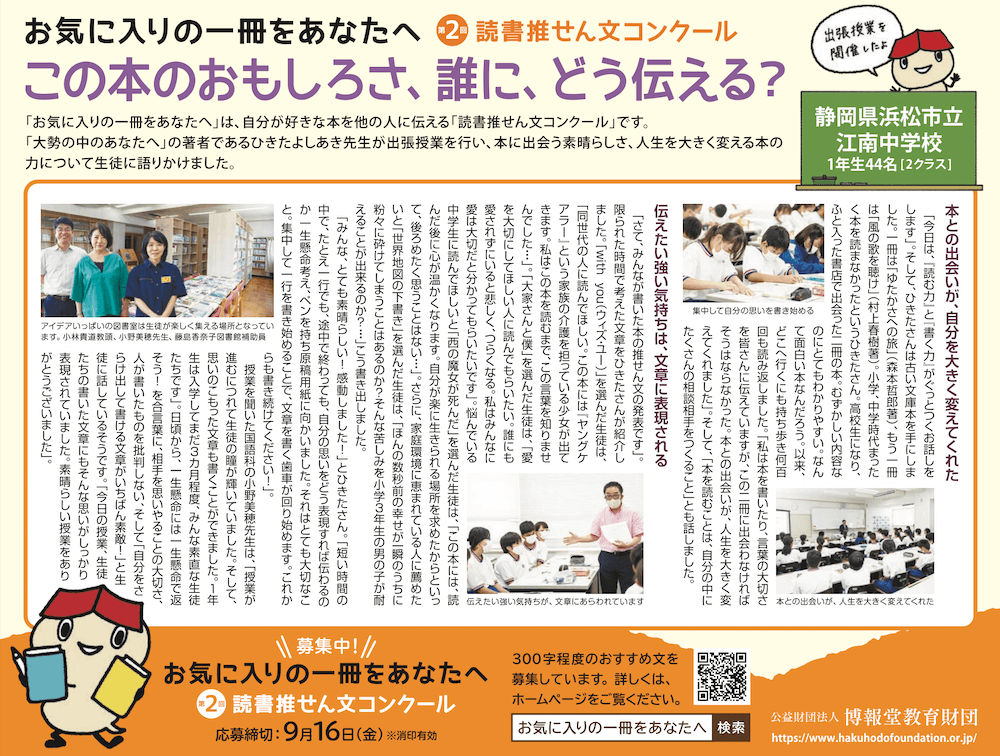 お気に入りの一冊をあなたへ 第2回 読書推せん文コンクール
この本のおもしろさ、誰に、どう伝える?
「お気に入りの一冊をあなたへ」は、自分が好きな本を他の人に伝える「読書推せん文コンクール」です。
「大勢の中のあなたへ」の著者であるひきたよしあき先生が出張授業を行い、本に出会う素晴らしさ、人生を大きく変える本の
力について生徒に語りかけました。
出張授業を
開催したよ
静岡県浜松市立
江南中学校
1年生44名[2クラス]
本との出会いが、自分を大きく変えてくれた
「今日は、「読む力」と「書く力」がぐっとつくお話しを
します」。そして、ひきたさんは古い文庫本を手にしま
した。一冊は「ゆたかさへの旅」(森本哲郎著)、もう一冊
は「風の歌を聴け」(村上春樹著)。小学、中学時代まった
く本を読まなかったというひきたさん。高校生になり、
ふと入った書店で出会った二冊の本。むずかしい内容な
のにとてもわかりやすい。なん
て面白い本なんだろう。以来、
どこへ行くにも持ち歩き何百
回も読み返しました。「私は本を書いたり、言葉の大切さ
を皆さんに伝えていますが、この二冊に出会わなければ
そうはならなかった。本との出会いが、人生を大きく変
えてくれました」。そして、「本を読むことは、自分の中に
たくさんの相談相手をつくること」とも話しました。
集中して自分の思いを書き始める
本との出会いが、人生を大きく変えてくれた
伝えたい強い気持ちは、文章に表現される
「さて、みんなが書いた本の推せん文の発表です」。
限られた時間で考えた文章をひきたさんが紹介し
ました。「with you(ウィズ・ユー)」を選んだ生徒は、
「同世代の人に読んでほしい。この本には「ヤングケ
アラー」という家族の介護を担っている少女が出て
きます。私はこの本を読むまで、この言葉を知りませ
んでした…」。「大家さんと僕」を選んだ生徒は、「愛
を大切にしてほしい人に読んでもらいたい。誰にも
愛されずにいると悲しく、つらくなる。私はみんなに
愛は大切だと分かってもらいたいです」。悩んでいる
中学生に読んでほしいと「西の魔女が死んだ」を選んだ生徒は、「この本には、読
んだ後に心が温かくなります。自分が楽に生きられる場所を求めたからといっ
て、後ろめたく思うことはない…」。さらに、家庭環境に恵まれている人に薦めた
いと「世界地図の下書き」を選んだ生徒は、「ほんの数秒前の幸せが一瞬のうちに
粉々に砕けてしまうことはあるのか?そんな苦しみを小学3年生の男の子が耐
えることが出来るのか?…」こう書き出しました。
「みんな、とても素晴らしい!感動しました!」とひきたさん。「短い時間の
中で、たとえ一行でも、途中で終わっても、自分の思いをどう表現すれば伝わるの
か一生懸命考え、ペンを持ち原稿用紙に向かいました。それはとても大切なこ
と。集中して一行を書き始めることで、文章を書く歯車が回り始めます。これか
らも書き続けてください!」。
授業を聞いた国語科の小野美穂先生は、「授業が
進むにつれて生徒の瞳が輝いていました。そして、
思いのこもった文章も書くことができました。1年
生は入学してまだ3カ月程度、みんな素直な生徒
たちです」。日頃から、「一生懸命には一生懸命で返
そう!」を合言葉に、相手を思いやることの大切さ、
人が書いたものを批判しない、そして「自分をさ
らけ出して書ける文章がいちばん素敵!」と生
徒に話しているそうです。「今日の授業、生徒
たちの書いた文章にもそんな思いがしっかり
表現されていました。素晴らしい授業をあり
がとうございました」。
伝えたい強い気持ちが、文章にあらわれています
アイデアいっぱいの図書室は生徒が楽しく集える場所となってい
ます。小林貴道教頭、小野美穂先生、藤島香奈子図書館補助員
募集中!
お気に入りの一冊をあなたへ
第2回 読書推せん文コンクール
応募締切:9月16日(金)※消印有効
300字程度のおすすめ文を
募集しています。詳しくは、
ホームページをご覧ください。
お気に入りの一冊をあなたへ 検索
公益財団法人 博報堂教育財団
https://www.hakuhodofoundation.or.jp/